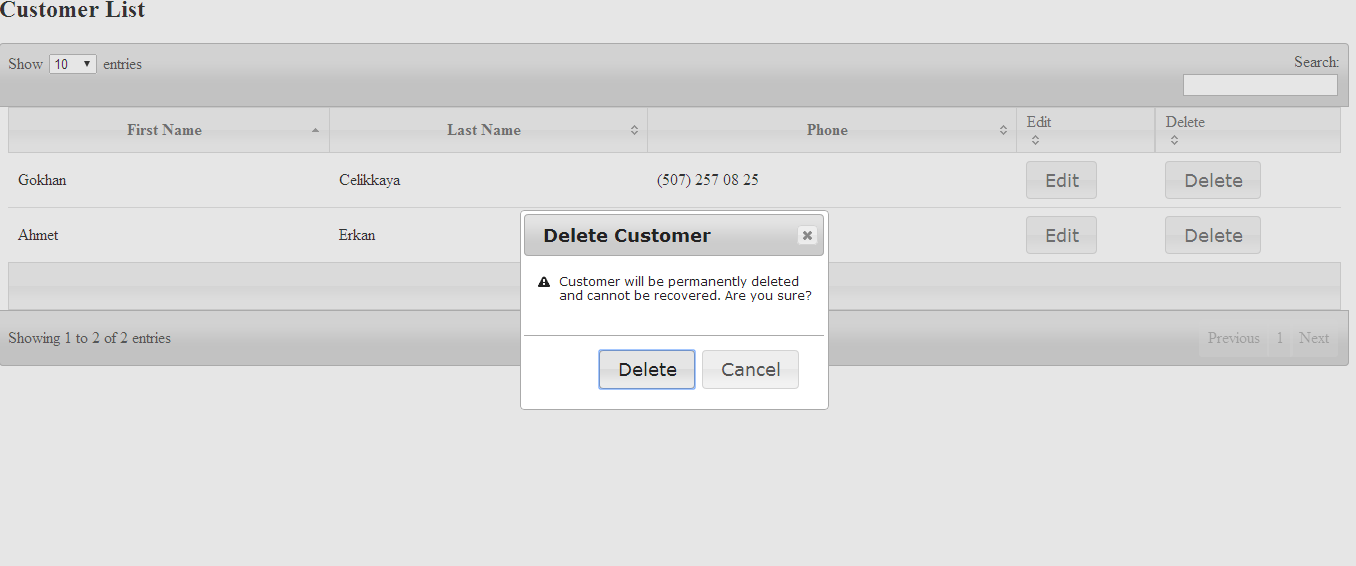 Customer List
Show 10 entries
Search:
First Name Last Name Phone Edit Delete
Gokhan Celikkaya (507) 257 08 25 Edit Delete
Ahmet Erkan Edit Delete
Delete Customer
Customer will be permanently deleted
and cannot be recovered. Are you sure?
Delete Cancel
Showing 1 to 2 of 2 entries Previous 1 Next